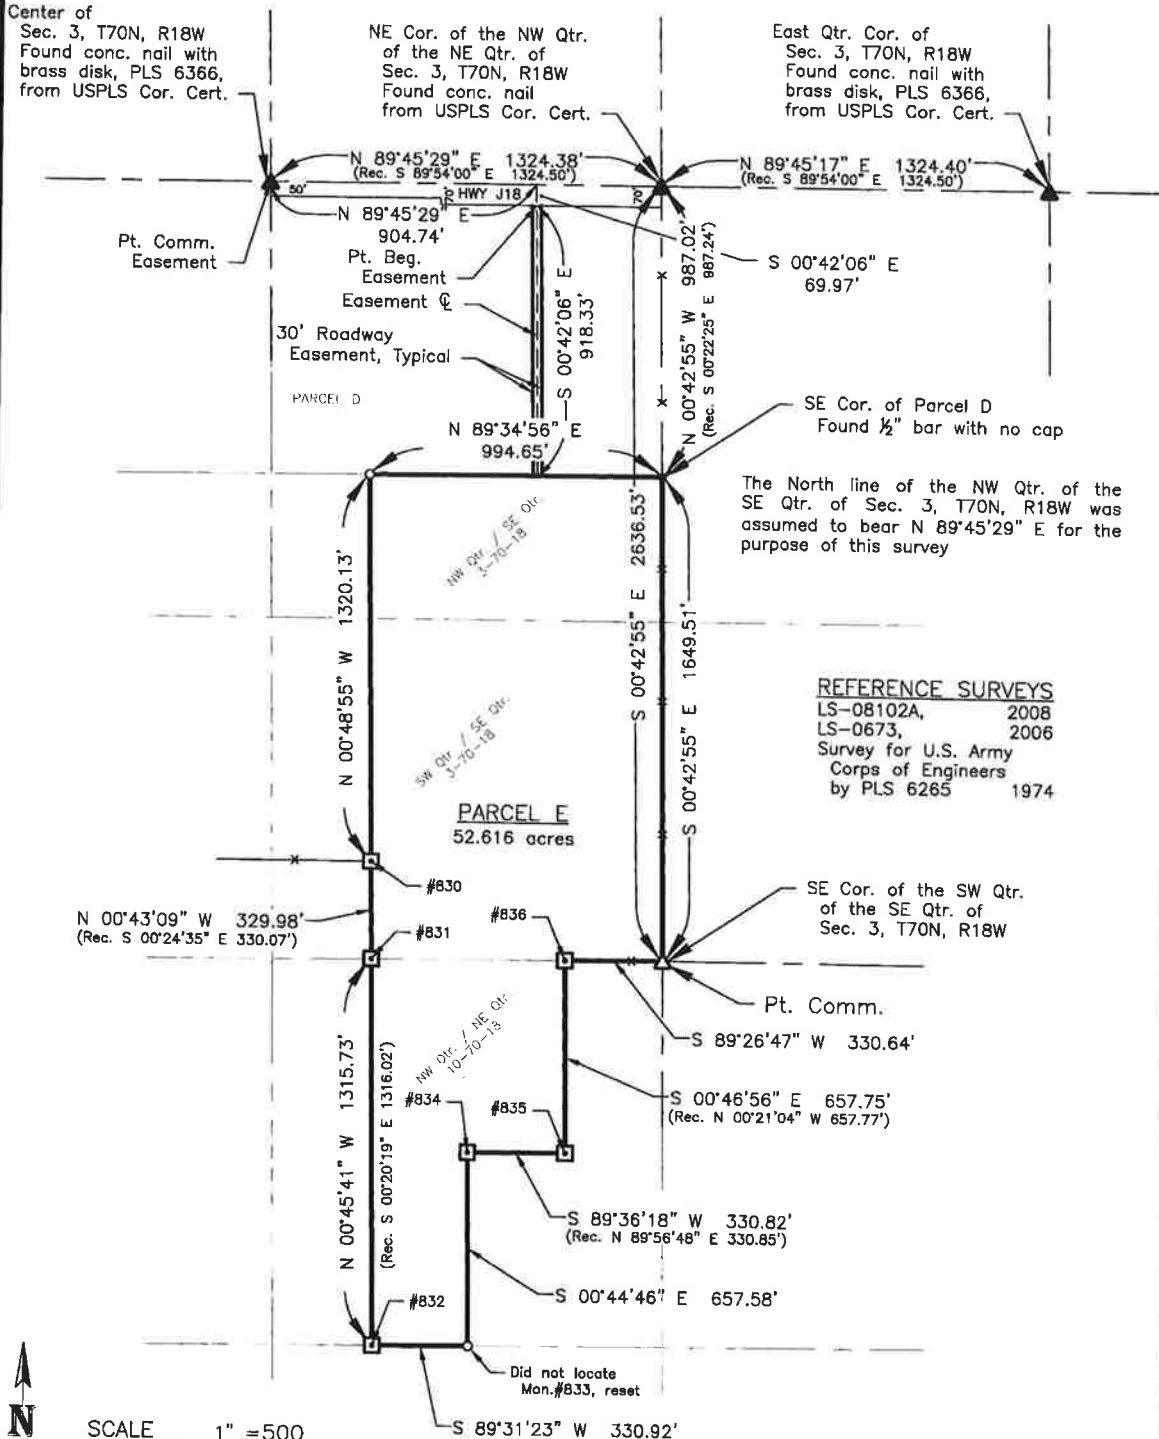 Center of
Sec. 3, T70N, R18W
Found conc. nail with
brass disk, PLS 6366,
from USPLS Cor. Cert.
NE Cor. of the NW Qtr.
of the NE Qtr. of
Sec. 3, T70N, R18W
Found conc. nail
from USPLS Cor. Cert.
East Qtr. Cor. of
Sec. 3, T70N, R18W
Found conc. nail with
brass disk, PLS 6366,
from USPLS Cor. Cert.
N 89°45'29" E 1324.38'
(Rec. S 89°54'00" E 1324.50')
N 89°45'17" E 1324.40'
(Rec. S 89°54'00" E 1324.50')
50'
70'
HWY J18
70'
N 89°45'29" E
904.74'
Pt. Comm.
Easement
Pt. Beg.
Easement
Easement ℄
30' Roadway
Easement, Typical
S 00°42'06" E
918.33'
S 00°42'06" E
69.97'
N 00°42'55" W 987.02'
(Rec. S 00°22'25" E 987.24')
PARCEL D
N 89°34'56" E
994.65'
SE Cor. of Parcel D
Found ½" bar with no cap
The North line of the NW Qtr. of the
SE Qtr. of Sec. 3, T70N, R18W was
assumed to bear N 89°45'29" E for the
purpose of this survey
NW Qtr. / SE Qtr.
3-70-18
N 00°48'55" W 1320.13'
S 00°42'55" E 2636.53'
S 00°42'55" E 1649.51'
SW Qtr / SE Qtr.
3-70-18
REFERENCE SURVEYS
LS-08102A, 2008
LS-0673, 2006
Survey for U.S. Army
Corps of Engineers
by PLS 6265 1974
PARCEL E
52.616 acres
#830
N 00°43'09" W 329.98'
(Rec. S 00°24'35" E 330.07')
#831
#836
SE Cor. of the SW Qtr.
of the SE Qtr. of
Sec. 3, T70N, R18W
Pt. Comm.
S 89°26'47" W 330.64'
NW Qtr. / NE Qtr.
10-70-18
N 00°45'41" W 1315.73'
(Rec. S 00°20'19" E 1316.02')
#834
#835
S 00°46'56" E 657.75'
(Rec. N 00°21'04" W 657.77')
S 89°36'18" W 330.82'
(Rec. N 89°56'48" E 330.85')
#832
S 00°44'46" E 657.58'
Did not locate
Mon.#833, reset
S 89°31'23" W 330.92'
N
SCALE 1" =500